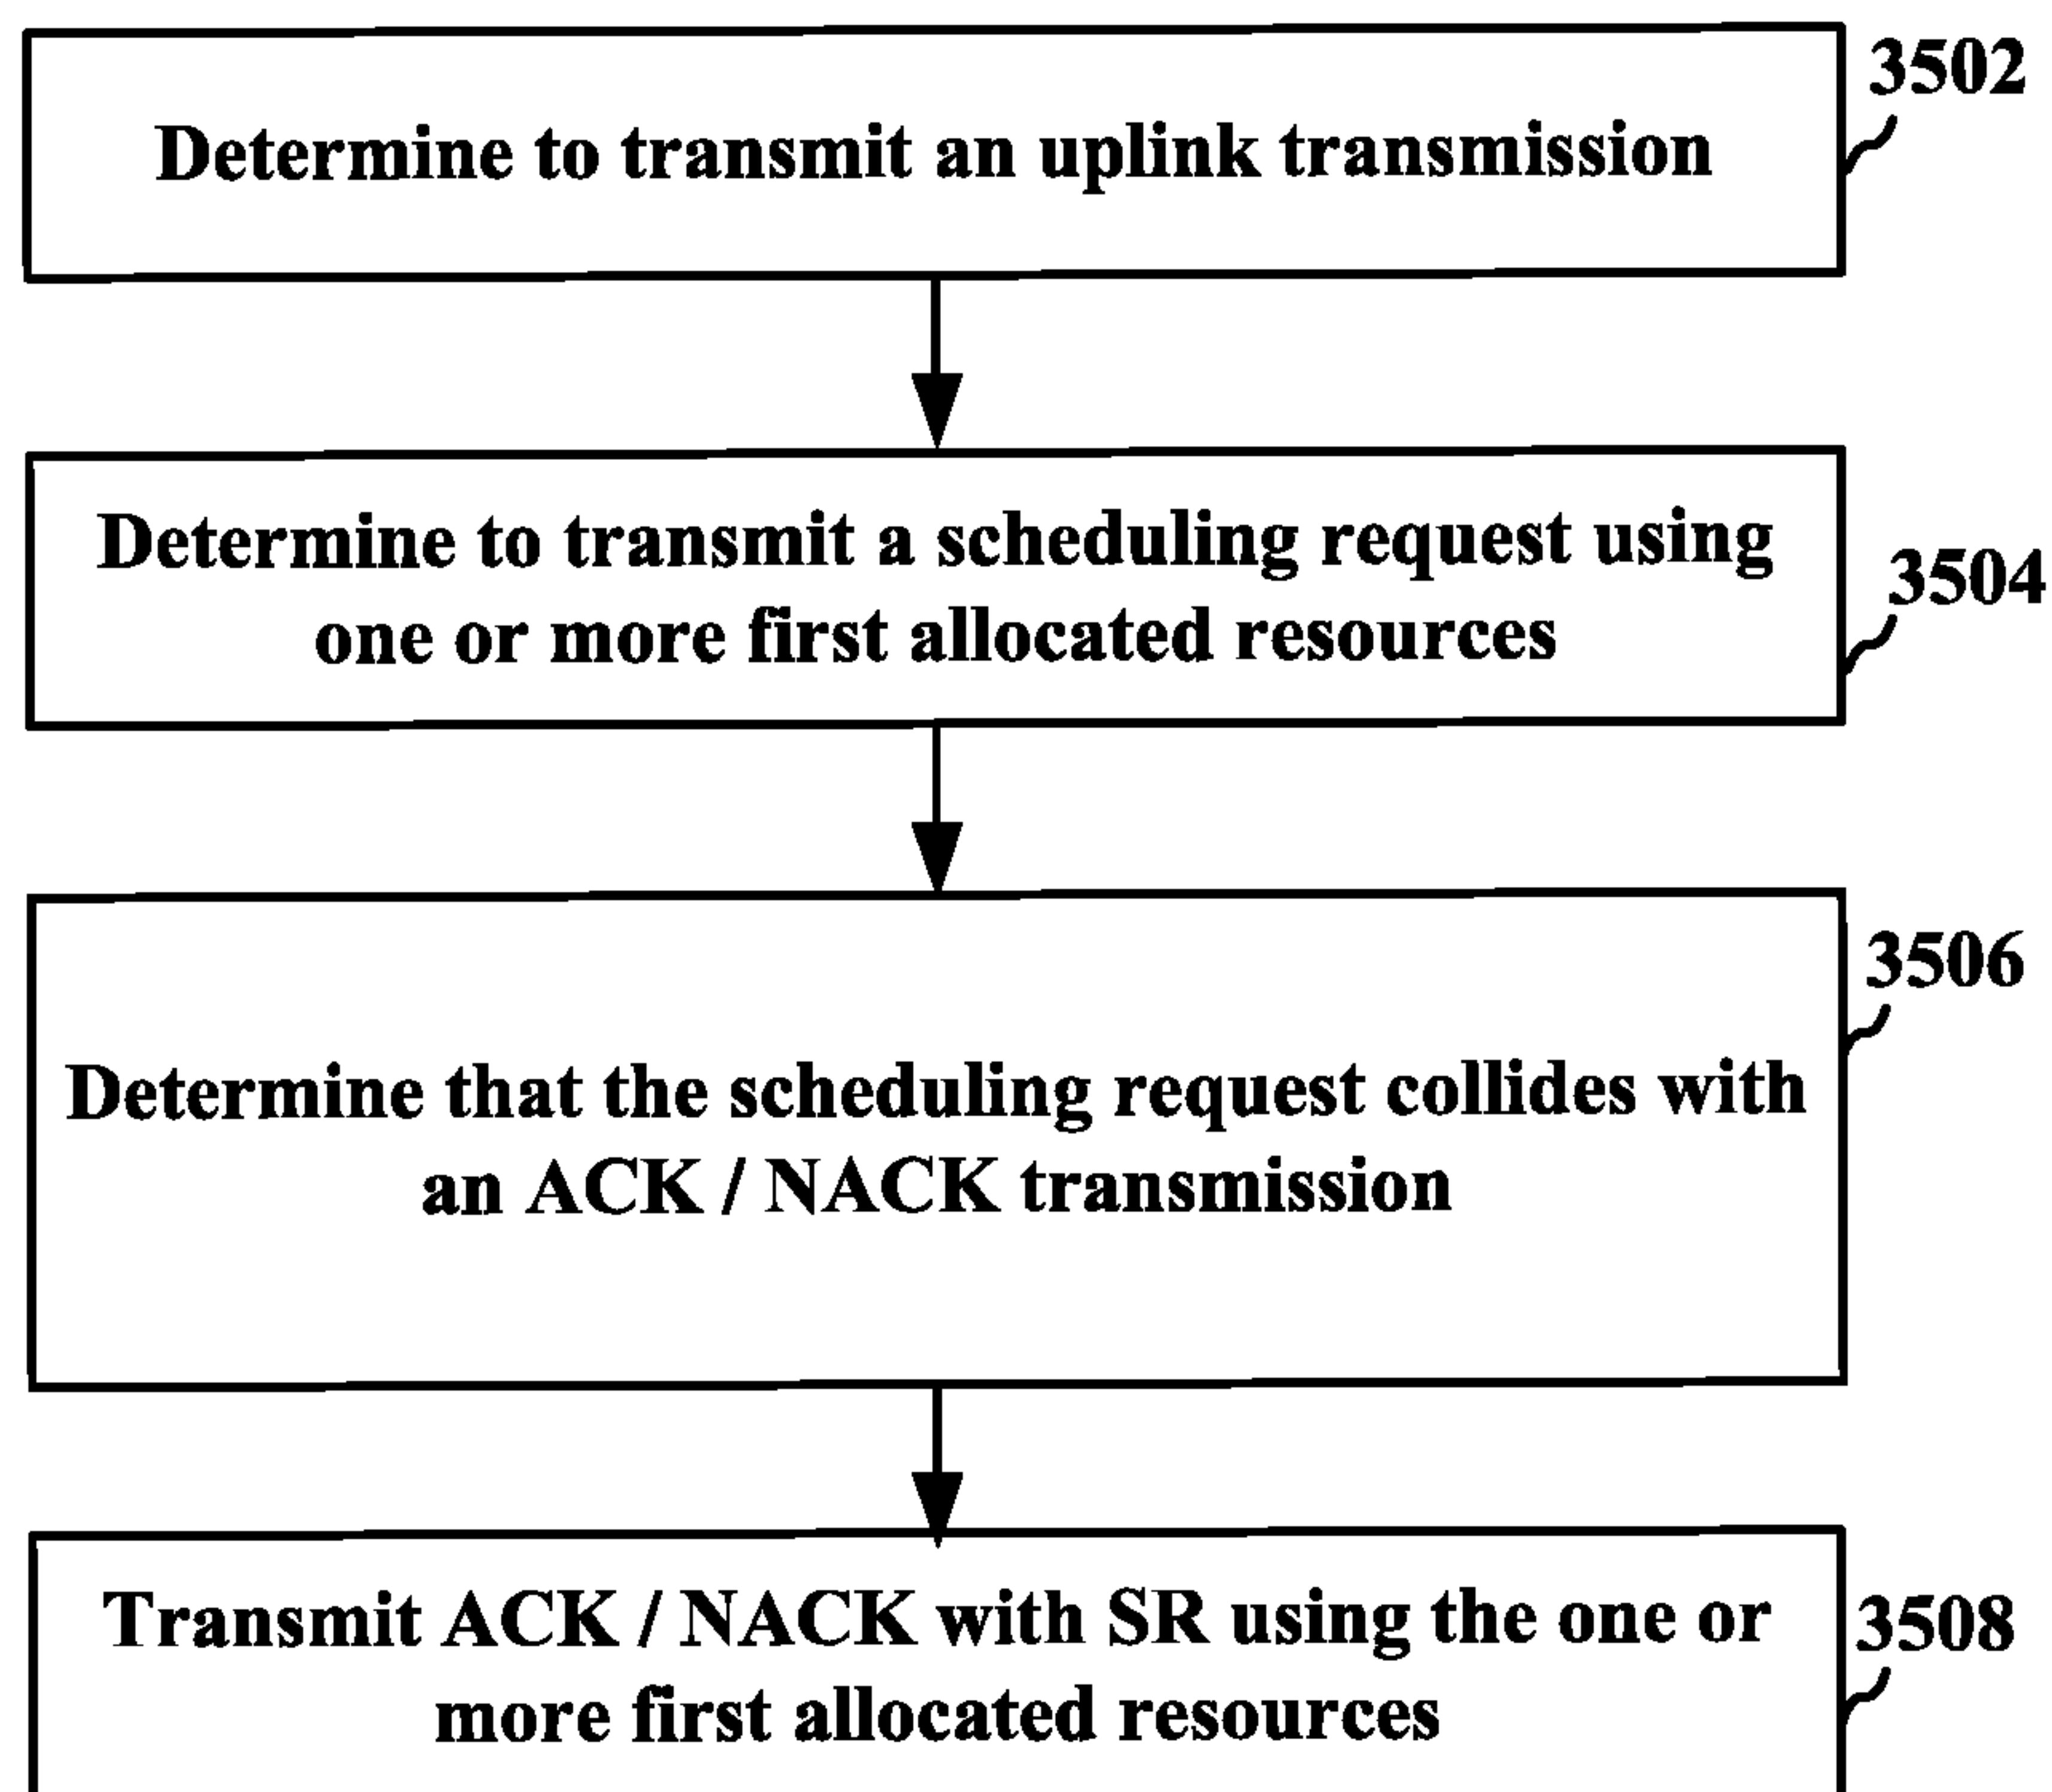 3502
Determine to transmit an uplink transmission
Determine to transmit a scheduling request using
3504
one or more first allocated resources
3506
Determine that the scheduling request collides with
an ACK / NACK transmission
Transmit ACK / NACK with SR using the one or
3508
more first allocated resources